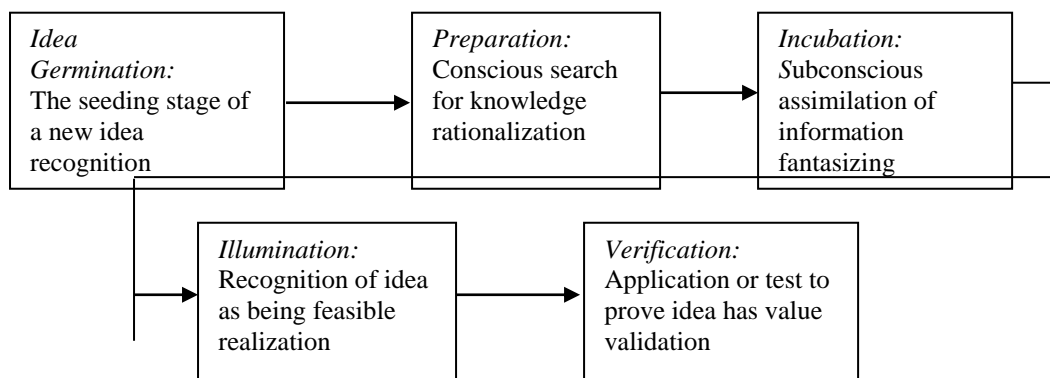 Idea
Germination:
The seeding stage of
a new idea
recognition
Preparation:
Conscious search
for knowledge
rationalization
Incubation:
Subconscious
assimilation of
information
fantasizing
Illumination:
Recognition of idea
as being feasible
realization
Verification:
Application or test to
prove idea has value
validation